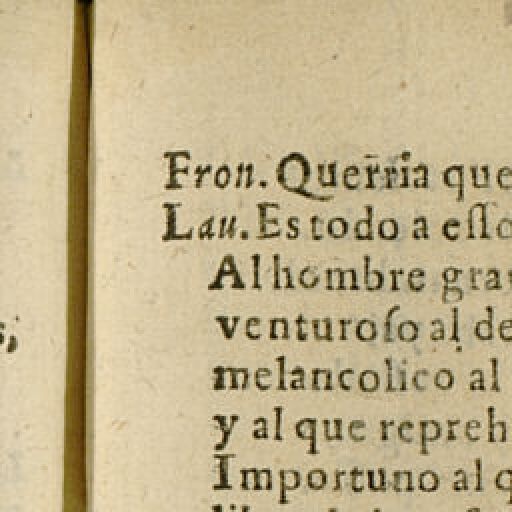 Fron. Querria que
Lau. Es todo a esso
Al hombre gra
venturoso al de
melancolico al
y al que repreh
Importuno al q